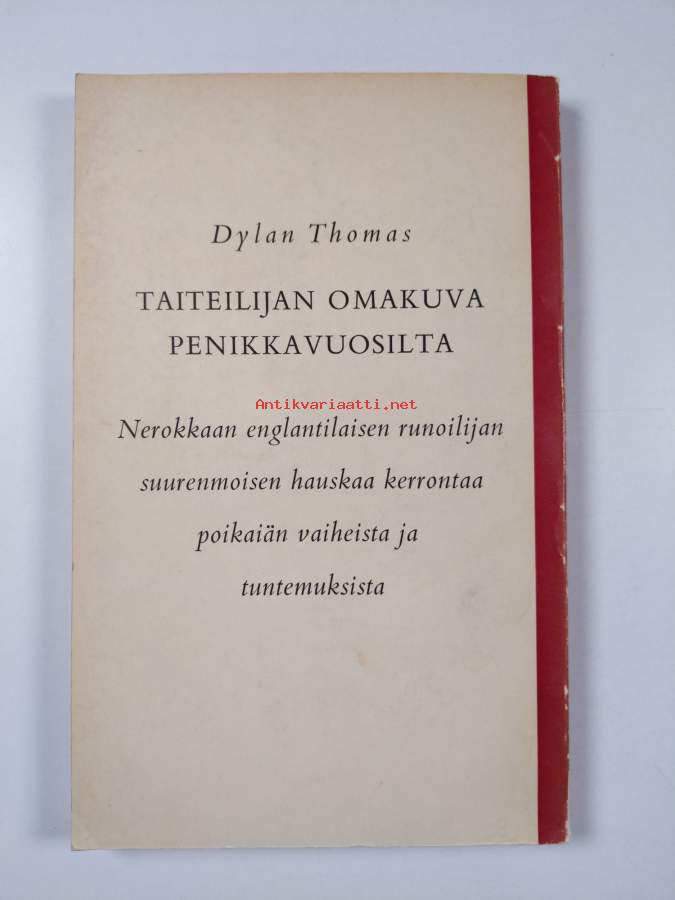 Dylan Thomas
TAITEILIJAN OMAKUVA
PENIKKAVUOSILTA
Antikvariaatti.net
Nerokkaan englantilaisen runoilijan
suurenmoisen hauskaa kerrontaa
poikaiän vaiheista ja
tuntemuksista